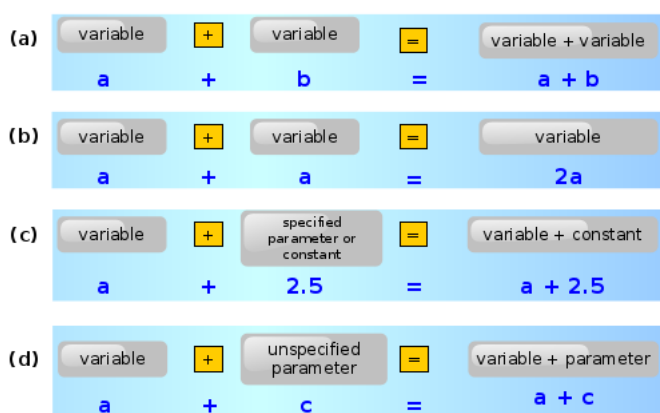 (a) variable + variable = variable + variable
a + b = a + b
(b) variable + variable = variable
a + a = 2a
(c) variable + specified parameter or constant = variable + constant
a + 2.5 = a + 2.5
(d) variable + unspecified parameter = variable + parameter
a + c = a + c